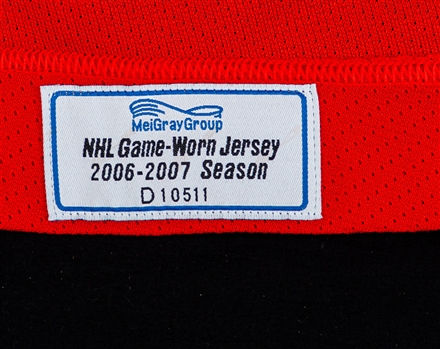 MeiGrayGroup
NHL Game-Worn Jersey
2006-2007 Season
D10511